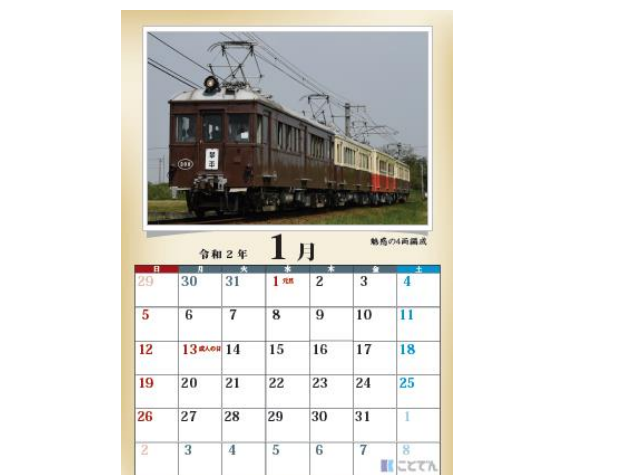 令和2年 1月
魅惑の4両編成
日 月 火 水 木 金 土
29 30 31 1 元旦 2 3 4
5 6 7 8 9 10 11
12 13 成人の日 14 15 16 17 18
19 20 21 22 23 24 25
26 27 28 29 30 31 1
2 3 4 5 6 7 8
ことでん